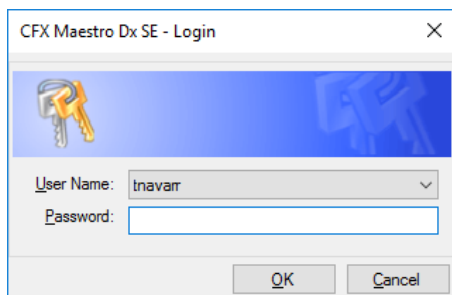 CFX Maestro Dx SE - Login
User Name: tnavarr
Password:
OK Cancel